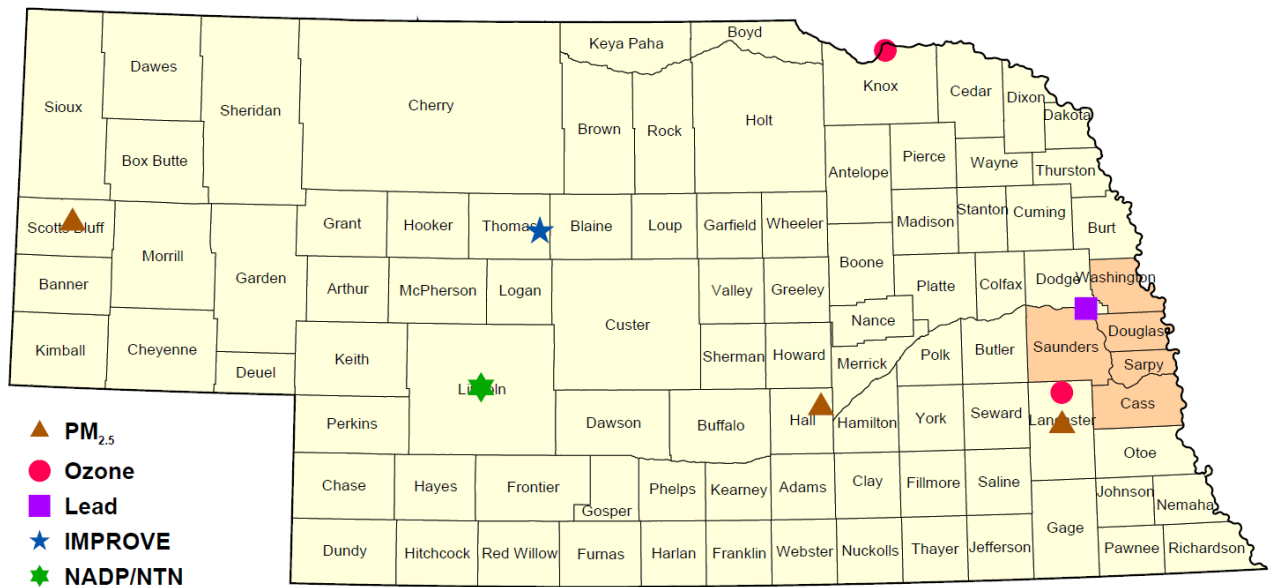 Boyd
Keya Paha
Dawes
Knox
Cedar
Dixon
Sioux
Sheridan
Cherry
Dakota
Brown
Rock
Holt
Box Butte
Pierce
Wayne
Thurston
Antelope
Scotts Bluff
Grant
Hooker
Thomas
Blaine
Loup
Garfield
Wheeler
Madison
Stanton
Cuming
Burt
Morrill
Garden
Boone
Banner
Arthur
McPherson
Logan
Valley
Greeley
Platte
Colfax
Dodge
Washington
Custer
Nance
Kimball
Cheyenne
Keith
Sherman
Howard
Merrick
Polk
Butler
Saunders
Douglas
Deuel
Lincoln
Sarpy
Perkins
Dawson
Buffalo
Hall
Hamilton
York
Seward
Lancaster
Cass
PM2.5
Otoe
Ozone
Chase
Hayes
Frontier
Gosper
Phelps
Kearney
Adams
Clay
Fillmore
Saline
Johnson
Nemaha
Lead
Gage
IMPROVE
Dundy
Hitchcock
Red Willow
Furnas
Harlan
Franklin
Webster
Nuckolls
Thayer
Jefferson
Pawnee
Richardson
NADP/NTN